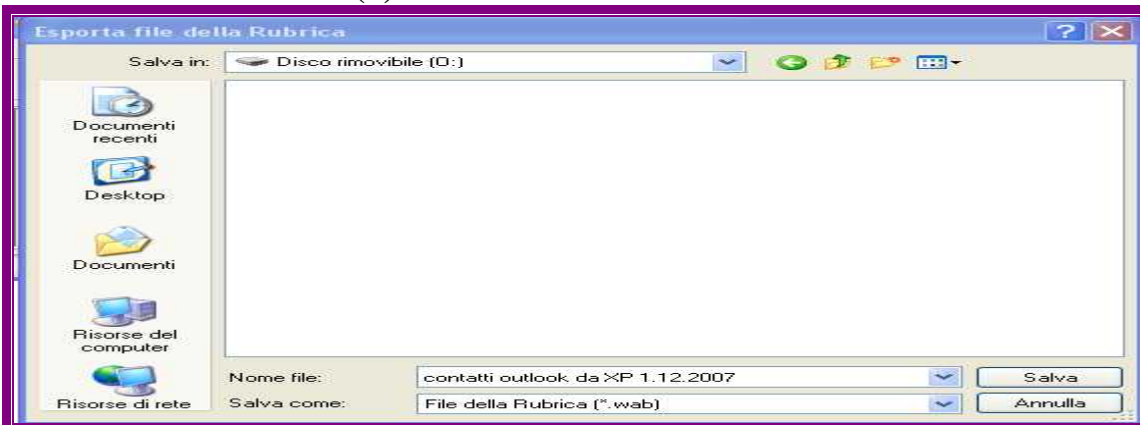 Esporta file della Rubrica
Salva in:
Disco rimovibile (O:)
Documenti
recenti
Desktop
Documenti
Risorse del
computer
Risorse di rete
Nome file:
contatti outlook da XP 1.12.2007
Salva
Salva come:
File della Rubrica (*.wab)
Annulla